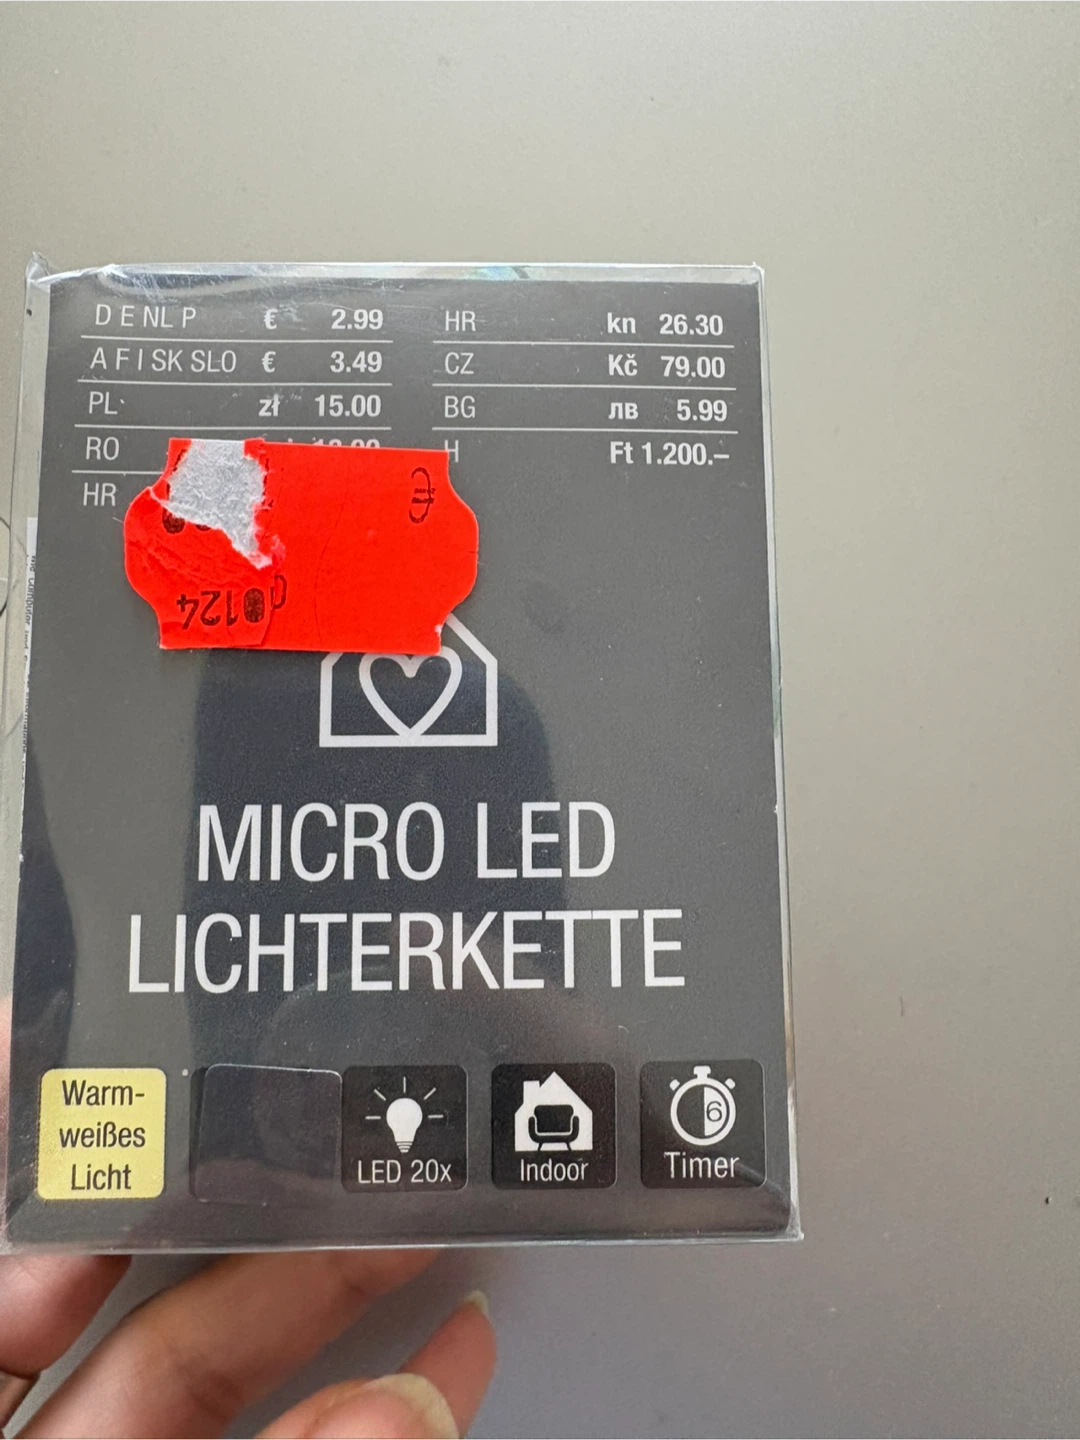 D E NL P € 2.99
A F I SK SLO € 3.49
PL zł 15.00
RO
HR
HR kn 26.30
CZ Kč 79.00
BG лв 5.99
H Ft 1.200.–
0124
MICRO LED
LICHTERKETTE
Warm-
weißes
Licht
LED 20x
Indoor
6
Timer